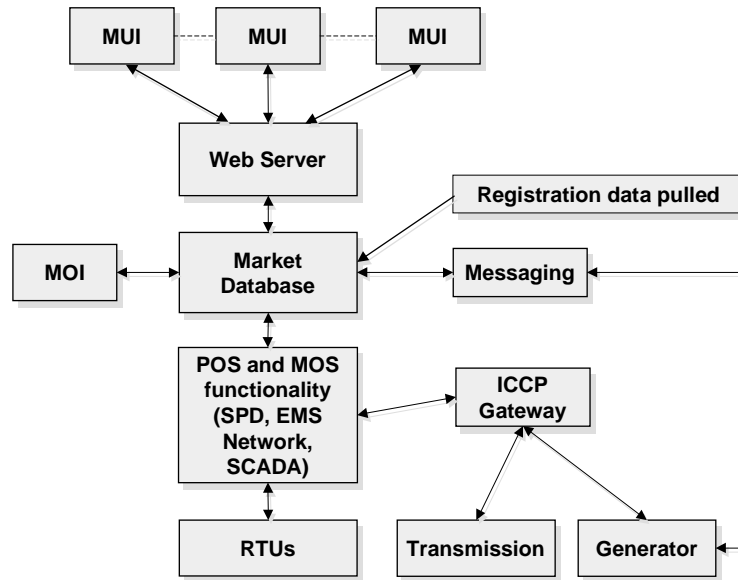 MUI
MUI
MUI
Web Server
Registration data pulled
MOI
Market
Database
Messaging
POS and MOS
functionality
(SPD, EMS
Network,
SCADA)
ICCP
Gateway
RTUs
Transmission
Generator